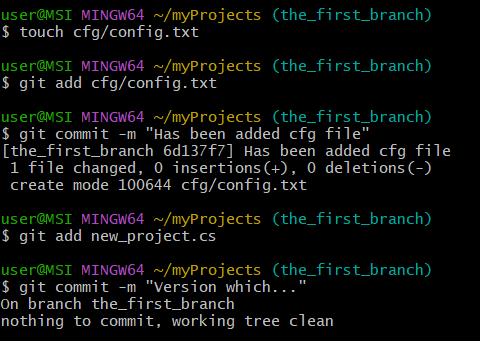 user@MSI MINGW64 ~/myProjects (the_first_branch)
$ touch cfg/config.txt
user@MSI MINGW64 ~/myProjects (the_first_branch)
$ git add cfg/config.txt
user@MSI MINGW64 ~/myProjects (the_first_branch)
$ git commit -m "Has been added cfg file"
[the_first_branch 6d137f7] Has been added cfg file
 1 file changed, 0 insertions(+), 0 deletions(-)
 create mode 100644 cfg/config.txt
user@MSI MINGW64 ~/myProjects (the_first_branch)
$ git add new_project.cs
user@MSI MINGW64 ~/myProjects (the_first_branch)
$ git commit -m "Version which..."
On branch the_first_branch
nothing to commit, working tree clean